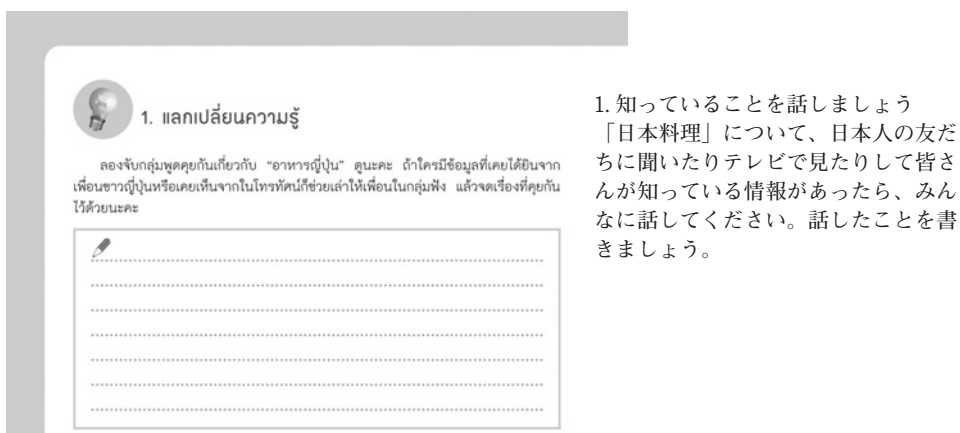 1. แลกเปลี่ยนความรู้
ลองจับกลุ่มพูดคุยกันเกี่ยวกับ “อาหารญี่ปุ่น” ดูนะคะ ถ้าใครมีข้อมูลที่เคยได้ยินจาก
เพื่อนชาวญี่ปุ่นหรือเคยเห็นจากในโทรทัศน์ก็ช่วยเล่าให้เพื่อนในกลุ่มฟัง แล้วจดเรื่องที่คุยกัน
ไว้ด้วยนะคะ
1. 知っていることを話しましょう
「日本料理」について、日本人の友だ
ちに聞いたりテレビで見たりして皆さ
んが知っている情報があったら、みん
なに話してください。話したことを書
きましょう。